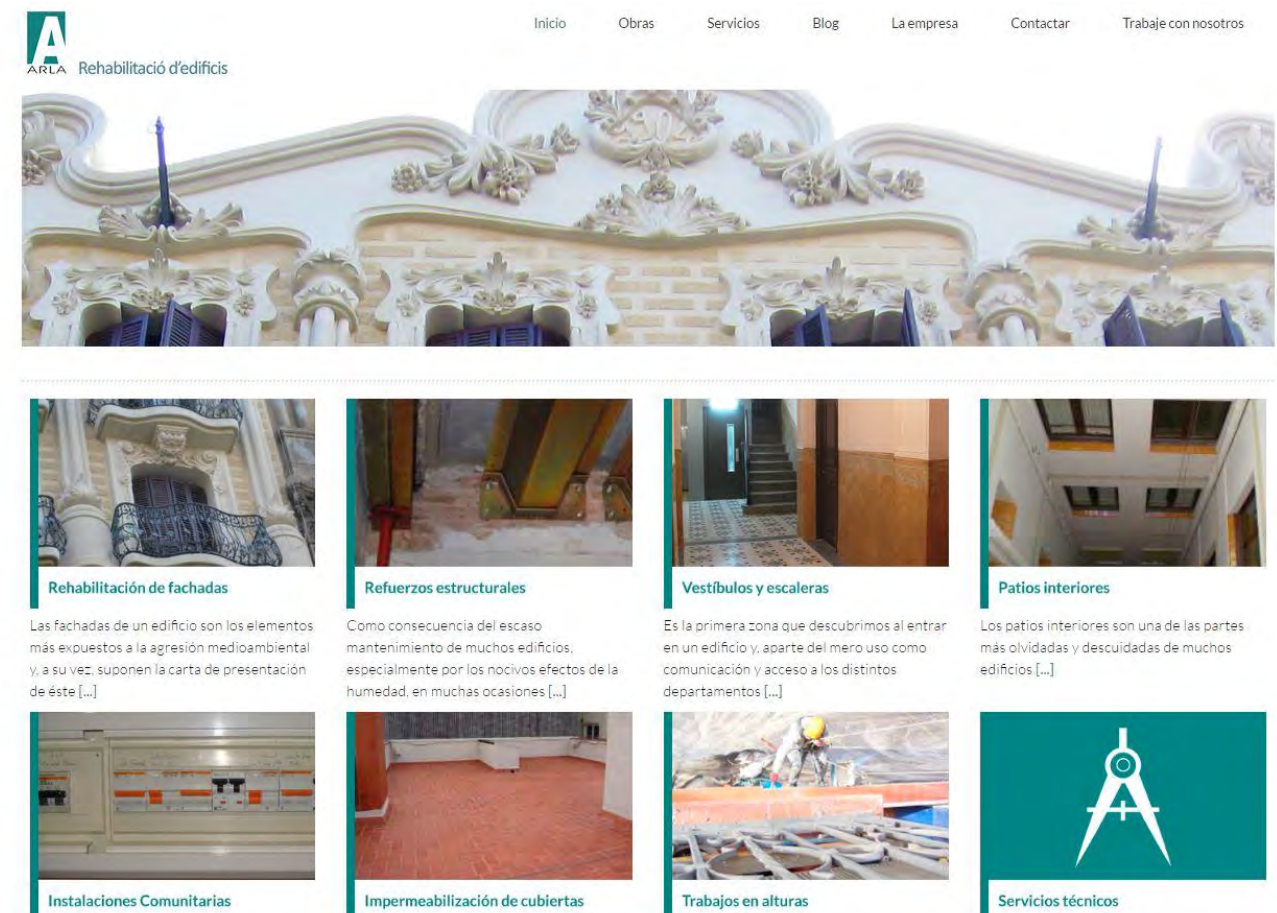 Inicio Obras Servicios Blog La empresa Contactar Trabaje con nosotros
A
ARLA Rehabilitació d'edificis
Rehabilitación de fachadas
Las fachadas de un edificio son los elementos
más expuestos a la agresión medioambiental
y, a su vez, suponen la carta de presentación
de éste [...]
Refuerzos estructurales
Como consecuencia del escaso
mantenimiento de muchos edificios,
especialmente por los nocivos efectos de la
humedad, en muchas ocasiones [...]
Vestíbulos y escaleras
Es la primera zona que descubrimos al entrar
en un edificio y, aparte del mero uso como
comunicación y acceso a los distintos
departamentos [...]
Patios interiores
Los patios interiores son una de las partes
más olvidadas y descuidadas de muchos
edificios [...]
Instalaciones Comunitarias
Impermeabilización de cubiertas
Trabajos en alturas
Servicios técnicos